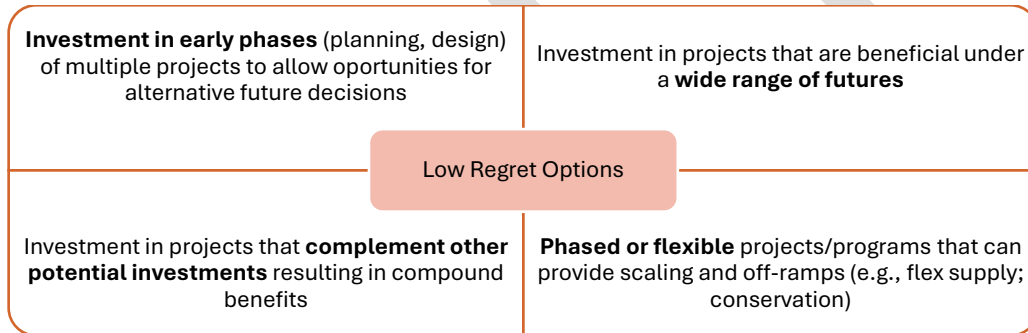 Investment in early phases (planning, design)
of multiple projects to allow oportunities for
alternative future decisions
Investment in projects that are beneficial under
a wide range of futures
Low Regret Options
Investment in projects that complement other
potential investments resulting in compound
benefits
Phased or flexible projects/programs that can
provide scaling and off-ramps (e.g., flex supply;
conservation)